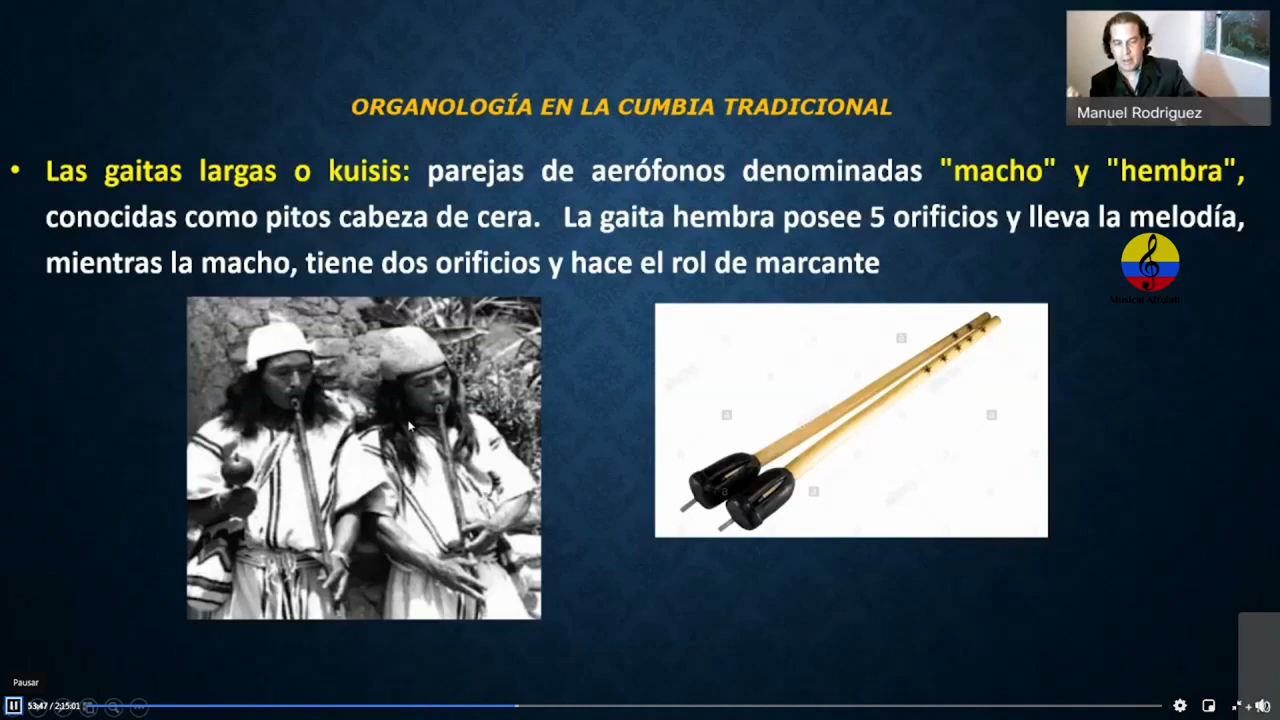 Manuel Rodriguez
ORGANOLOGÍA EN LA CUMBIA TRADICIONAL
• Las gaitas largas o kuisis: parejas de aerófonos denominadas "macho" y "hembra",
conocidas como pitos cabeza de cera. La gaita hembra posee 5 orificios y lleva la melodía,
mientras la macho, tiene dos orificios y hace el rol de marcante
Musical Afrolati
a
a
a
a
a
Pausar
53:47 / 2:15:01